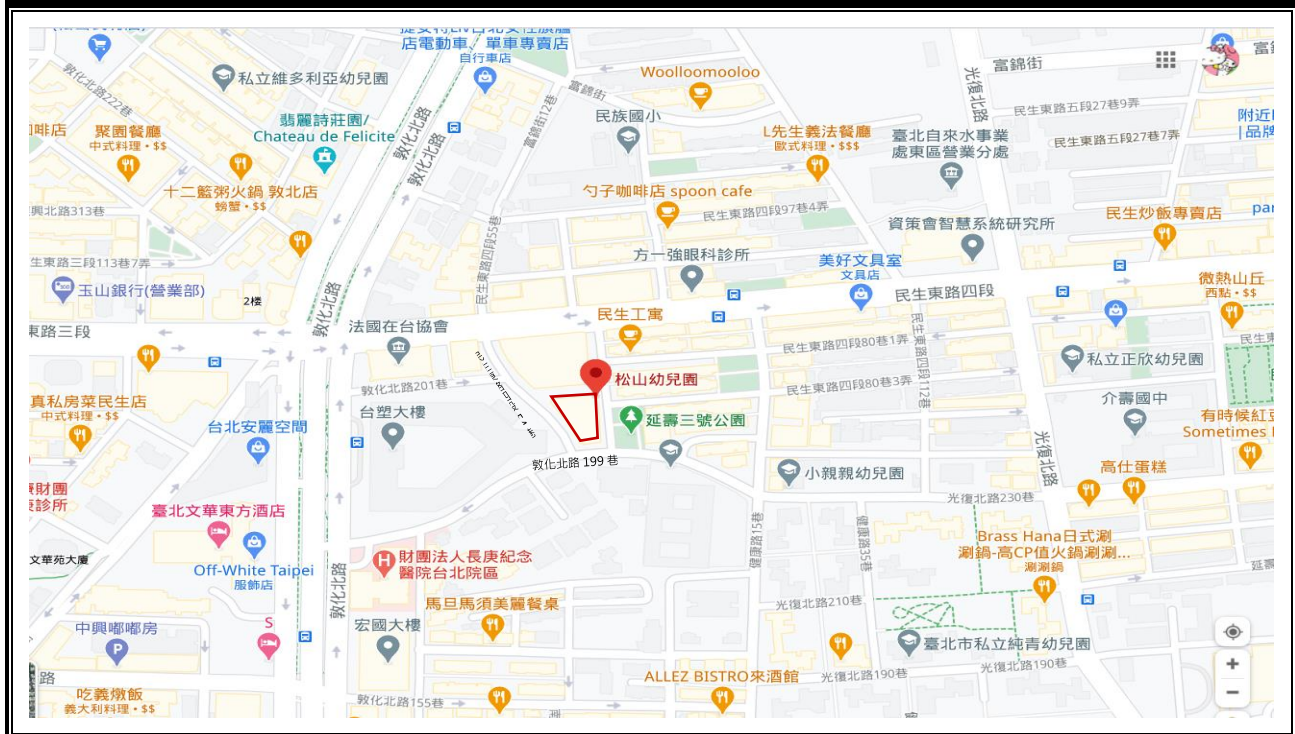 店電動車、單車專賣店
自行車店
敦化北路222巷
私立維多利亞幼兒園
Woolloomooloo
富錦街
富錦街
富錦街12巷
光復北路
民生東路五段27巷9弄
民生東路五段27巷7弄
附近
品牌
啡店
聚園餐廳
中式料理・$$
翡麗詩莊園/
Chateau de Felicite
敦化北路
敦化北路
敦化北路
民族國小
L先生義法餐廳
歐式料理・$$$
臺北自來水事業
處東區營業分處
十二籃粥火鍋 敦北店
螃蟹・$$
勺子咖啡店 spoon cafe
民生東路四段97巷4弄
興北路313巷
民生東路四段55巷
資策會智慧系統研究所
民生炒飯專賣店
par
生東路三段113巷7弄
方一強眼科診所
美好文具室
文具店
民生東路四段
微熱山丘
西點・$$
玉山銀行(營業部)
2楼
敦化北路
東路三段
法國在台協會
民生工寓
民生東路四段80巷1弄
民生東路四段80巷3弄
民生東路四段112巷
私立正欣幼兒園
敦化北路201巷
松山幼兒園
介壽國中
真私房菜民生店
中式料理・$$
台北安麗空間
台塑大樓
延壽三號公園
有時候紅豆
Sometimes
敦化北路 199 巷
光復北路
小親親幼兒園
高仕蛋糕
財團
診所
臺北文華東方酒店
光復北路230巷
健康路15巷
健康路35巷
Brass Hana日式涮
涮鍋-高CP值火鍋涮涮...
涮涮鍋
文華苑大廈
Off-White Taipei
服飾店
敦化北路
財團法人長庚紀念
醫院台北院區
延壽
馬旦馬須美麗餐桌
光復北路210巷
中興嘟嘟房
S
宏國大樓
臺北市私立純青幼兒園
光復北路190巷
光復北路190巷
路
ALLEZ BISTRO來酒館
吃義燉飯
義大利料理・$$
敦化北路155巷